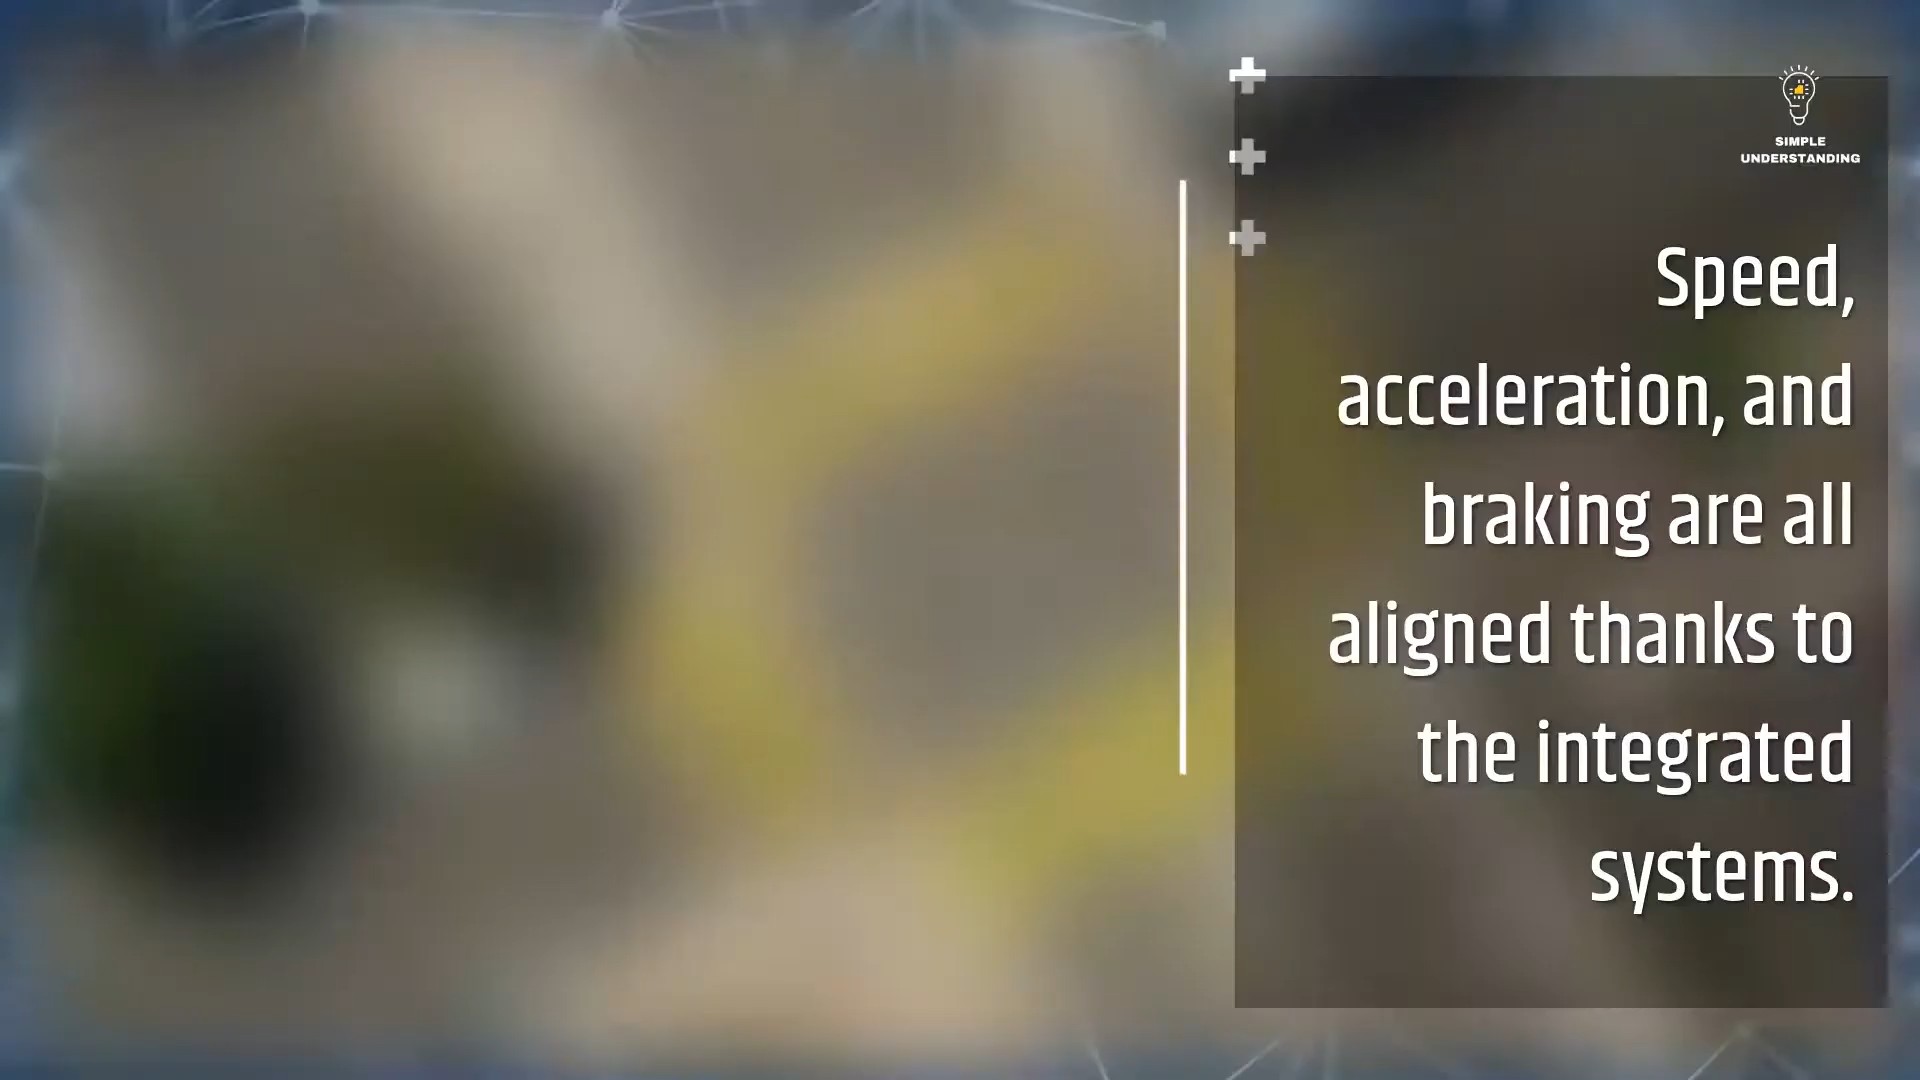 SIMPLE
UNDERSTANDING
Speed,
acceleration, and
braking are all
aligned thanks to
the integrated
systems.